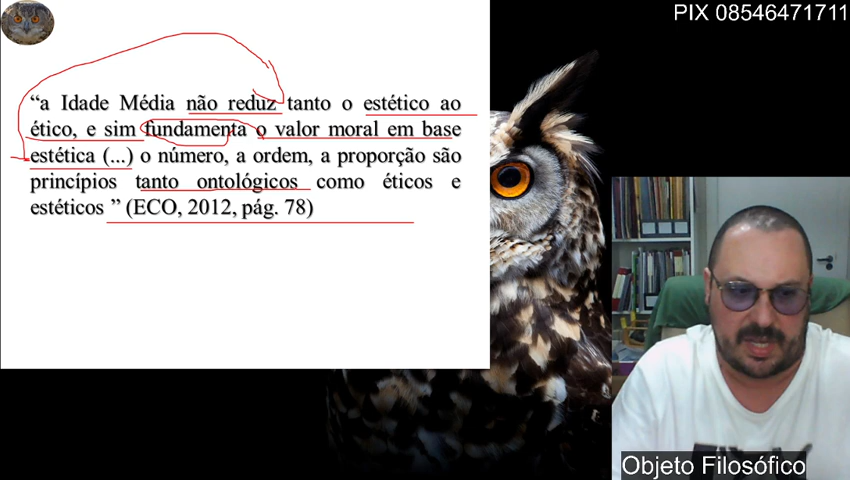 PIX 08546471711
“a Idade Média não reduz tanto o estético ao
ético, e sim fundamenta o valor moral em base
estética (...) o número, a ordem, a proporção são
princípios tanto ontológicos como éticos e
estéticos ” (ECO, 2012, pág. 78)
Objeto Filosófico